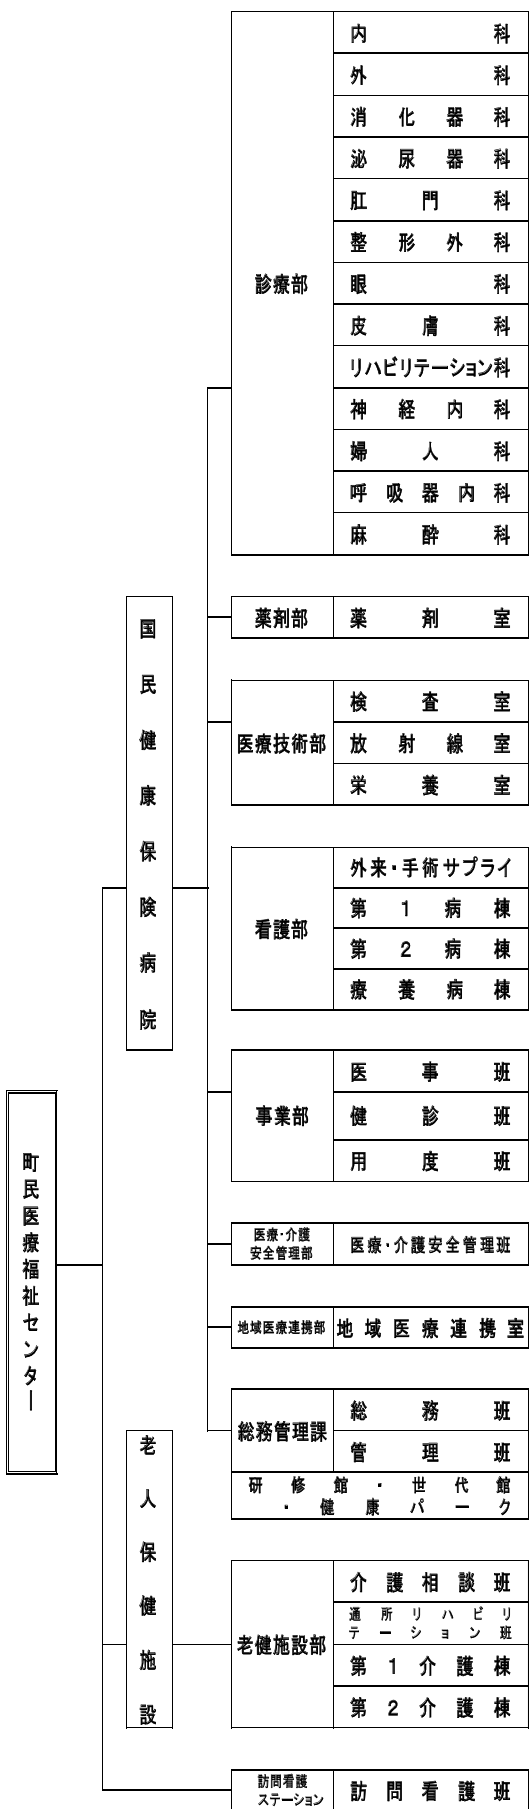 町民医療福祉センター
国民健康保険病院
診療部
内科
外科
消化器科
泌尿器科
肛門科
整形外科
眼科
皮膚科
リハビリテーション科
神経内科
婦人科
呼吸器内科
麻酔科
薬剤部
薬剤室
医療技術部
検査室
放射線室
栄養室
看護部
外来・手術サプライ
第1病棟
第2病棟
療養病棟
事業部
医事班
健診班
用度班
医療・介護
安全管理部
医療・介護安全管理班
地域医療連携部
地域医療連携室
総務管理課
総務班
管理班
研修館・世代館
・健康パーク
老人保健施設
老健施設部
介護相談班
通所リハビリ
テーション班
第1介護棟
第2介護棟
訪問看護
ステーション
訪問看護班